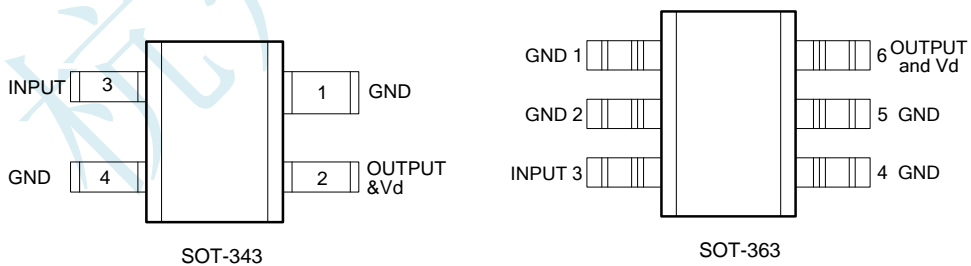 INPUT 3
1 GND
GND 4
2 OUTPUT
&Vd
SOT-343
GND 1
6 OUTPUT
and Vd
GND 2
5 GND
INPUT 3
4 GND
SOT-363